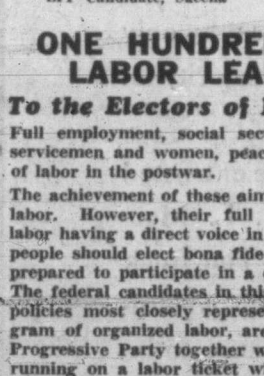 Candidate, Skeena
ONE HUNDRE
LABOR LEA
To the Electors of
Full employment, social sec
servicemen and women, peac
of labor in the postwar.
The achievement of these aim
labor. However, their full
labor having a direct voice in
people should elect bona fide
prepared to participate in a
The federal candidates in thi
policies most closely represe
gram of organized labor, are
Progressive Party together w
running on a labor ticket w